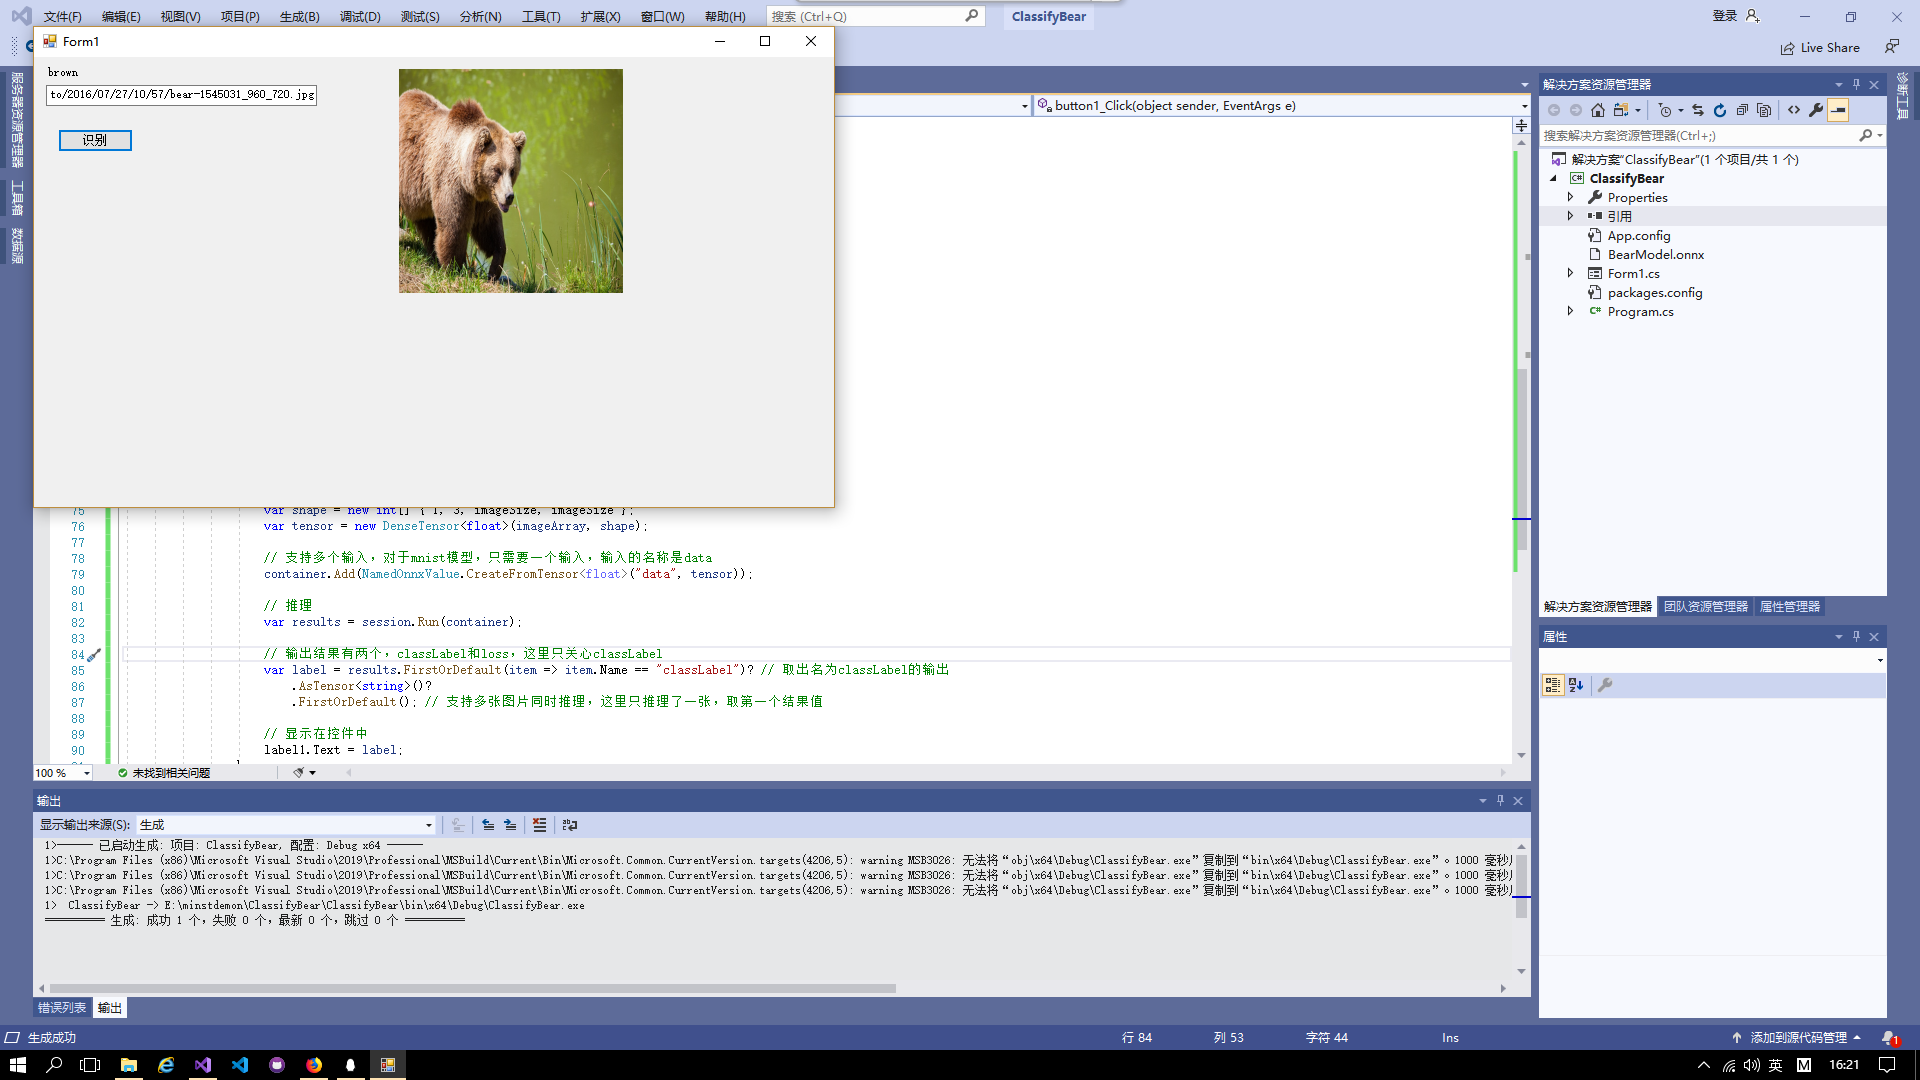 文件(F) 编辑(E) 视图(V) 项目(P) 生成(B) 调试(D) 测试(S) 分析(N) 工具(T) 扩展(X) 窗口(W) 帮助(H) 搜索 (Ctrl+Q) ClassifyBear 登录
Live Share
Form1
brown
to/2016/07/27/10/57/bear-1545031_960_720.jpg
识别
服务器资源管理器
工具箱
数据源
button1_Click(object sender, EventArgs e)
75 var shape = new int[] { 1, 3, imageSize, imageSize };
76 var tensor = new DenseTensor<float>(imageArray, shape);
77
78 // 支持多个输入，对于mnist模型，只需要一个输入，输入的名称是data
79 container.Add(NamedOnnxValue.CreateFromTensor<float>("data", tensor));
80
81 // 推理
82 var results = session.Run(container);
83
84 // 输出结果有两个，classLabel和loss，这里只关心classLabel
85 var label = results.FirstOrDefault(item => item.Name == "classLabel")? // 取出名为classLabel的输出
86 .AsTensor<string>()?
87 .FirstOrDefault(); // 支持多张图片同时推理，这里只推理了一张，取第一个结果值
88
89 // 显示在控件中
90 label1.Text = label;
100 % 未找到相关问题
输出
显示输出来源(S): 生成
1>------ 已启动生成: 项目: ClassifyBear, 配置: Debug x64 ------
1>C:\Program Files (x86)\Microsoft Visual Studio\2019\Professional\MSBuild\Current\Bin\Microsoft.Common.CurrentVersion.targets(4206,5): warning MSB3026: 无法将“obj\x64\Debug\ClassifyBear.exe”复制到“bin\x64\Debug\ClassifyBear.exe”。1000 毫秒
1>C:\Program Files (x86)\Microsoft Visual Studio\2019\Professional\MSBuild\Current\Bin\Microsoft.Common.CurrentVersion.targets(4206,5): warning MSB3026: 无法将“obj\x64\Debug\ClassifyBear.exe”复制到“bin\x64\Debug\ClassifyBear.exe”。1000 毫秒
1>C:\Program Files (x86)\Microsoft Visual Studio\2019\Professional\MSBuild\Current\Bin\Microsoft.Common.CurrentVersion.targets(4206,5): warning MSB3026: 无法将“obj\x64\Debug\ClassifyBear.exe”复制到“bin\x64\Debug\ClassifyBear.exe”。1000 毫秒
1> ClassifyBear -> E:\minstdemon\ClassifyBear\ClassifyBear\bin\x64\Debug\ClassifyBear.exe
========== 生成: 成功 1 个，失败 0 个，最新 0 个，跳过 0 个 ==========
错误列表 输出
解决方案资源管理器
搜索解决方案资源管理器(Ctrl+;)
解决方案"ClassifyBear"(1 个项目/共 1 个)
ClassifyBear
Properties
引用
App.config
BearModel.onnx
Form1.cs
packages.config
Program.cs
解决方案资源管理器 团队资源管理器 属性管理器
属性
诊断工具
生成成功 行 84 列 53 字符 44 Ins 添加到源代码管理 1
英 M 16:21